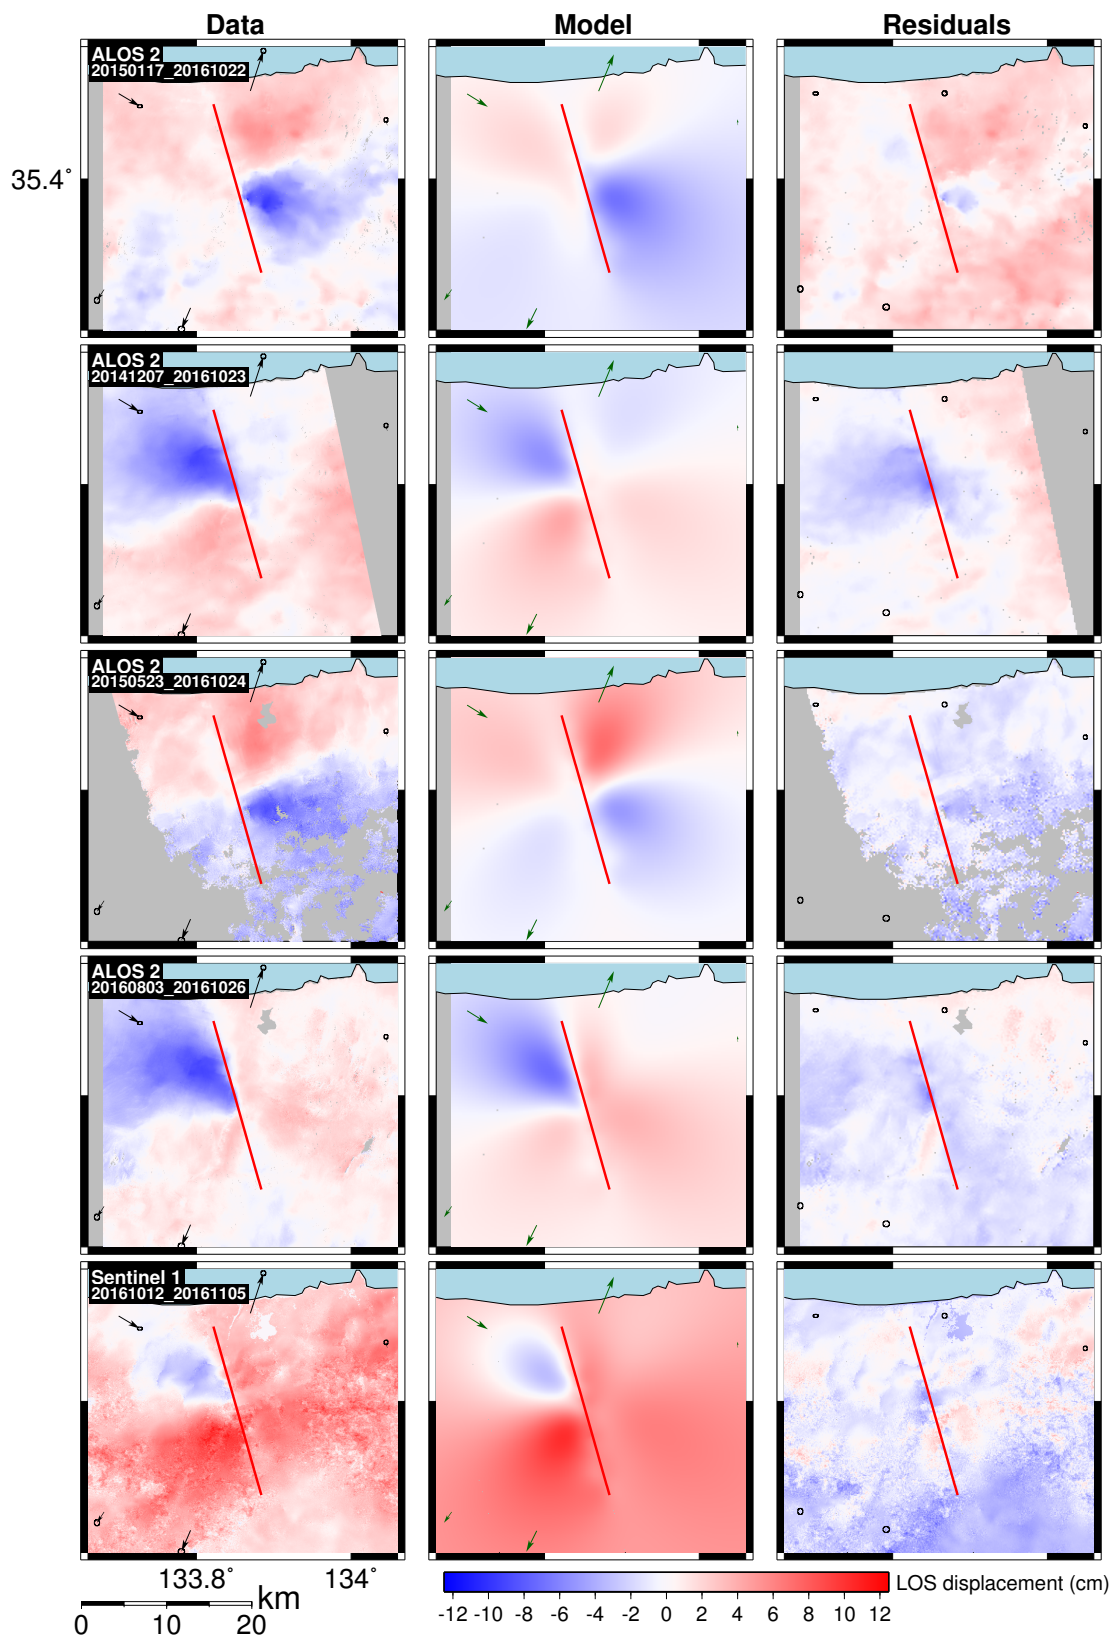 Data Model Residuals
ALOS 2
20150117_20161022
35.4°
ALOS 2
20141207_20161023
ALOS 2
20150523_20161024
ALOS 2
20160803_20161026
Sentinel 1
20161012_20161105
133.8° 134°
km
0 10 20
LOS displacement (cm)
-12 -10 -8 -6 -4 -2 0 2 4 6 8 10 12